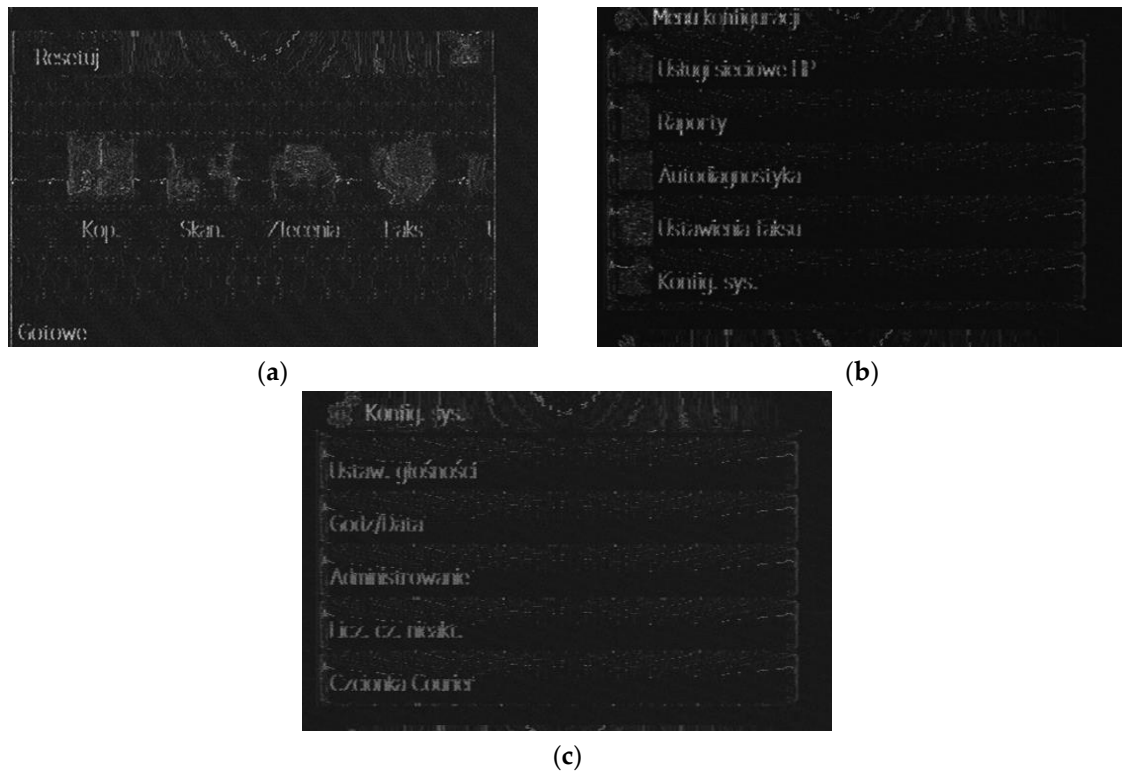 Resetuj
Kop. Skan. Zlecenia Faks
Gotowe
(a)
Menu konfiguracji
Usługi sieciowe HP
Raporty
Autodiagnostyka
Ustawienia faksu
Konfig. sys.
(b)
Konfig. sys.
Ustaw. głośności
Godz/Data
Administrowanie
Licz. cz. nieakt.
Czcionka Courier
(c)